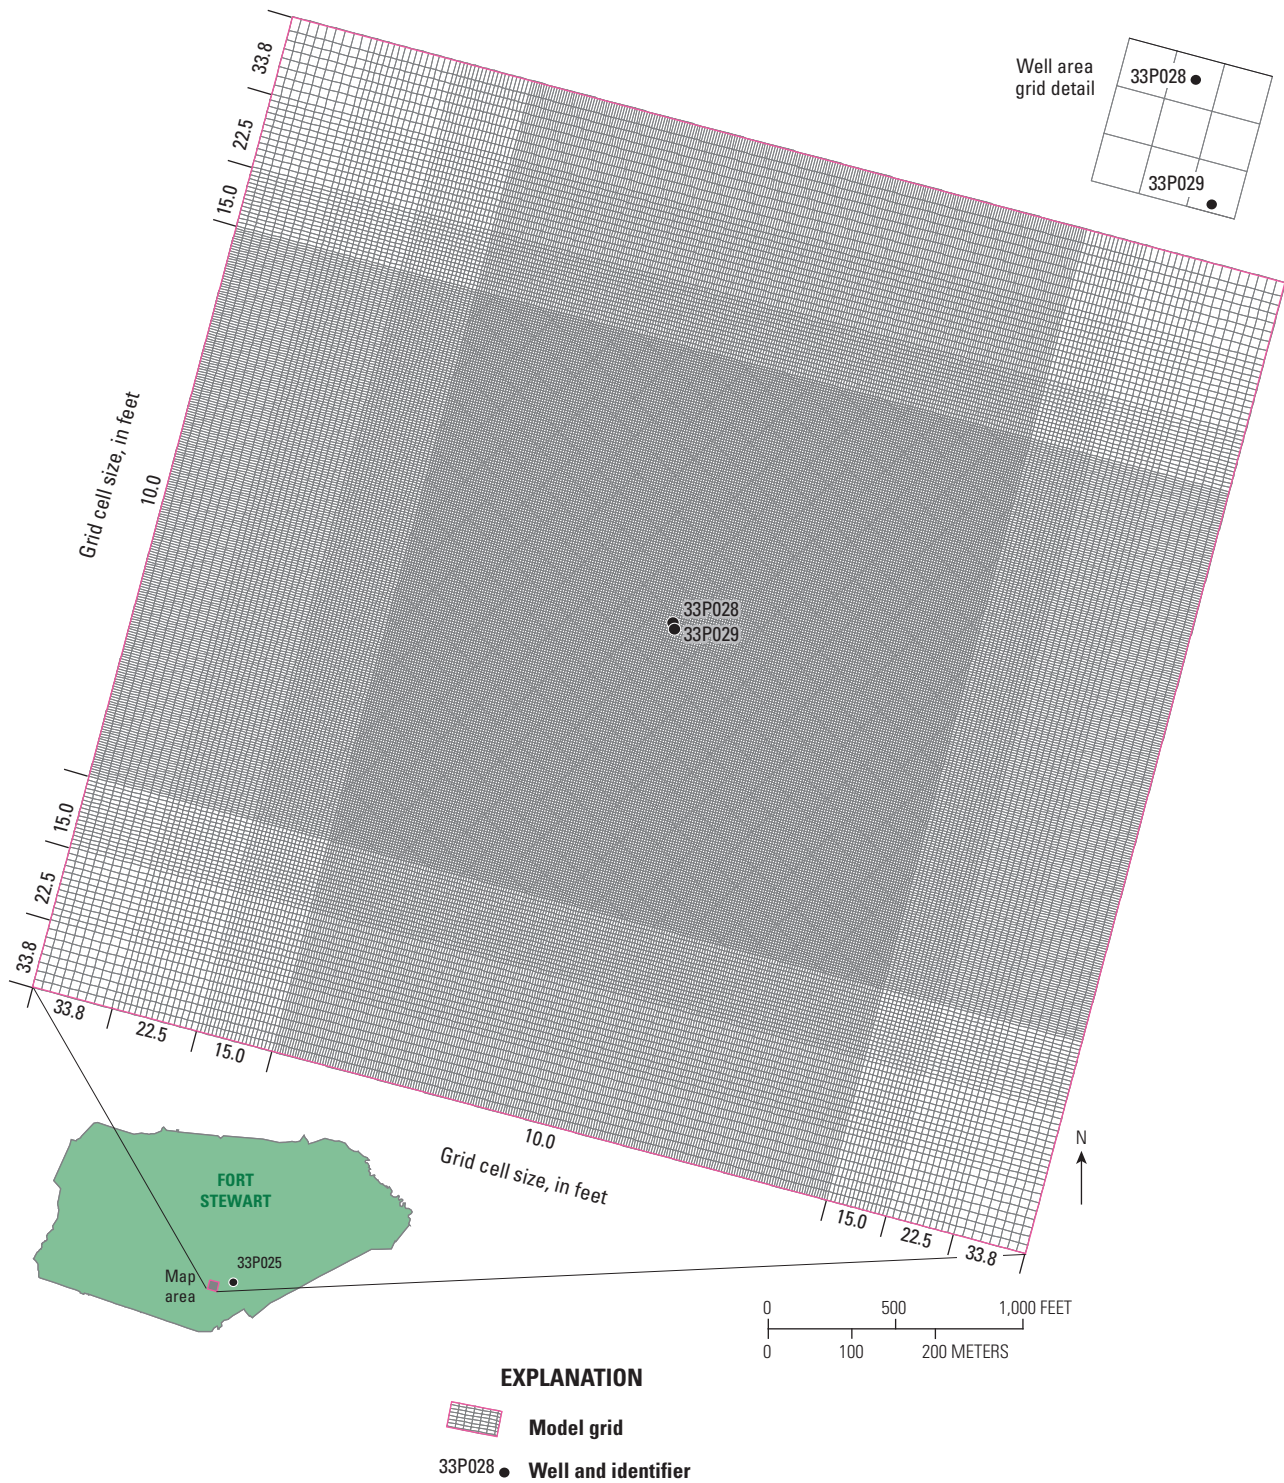 Well area
grid detail
33P028
33P029
33.8
22.5
15.0
Grid cell size, in feet
10.0
15.0
22.5
33.8
33P028
33P029
33.8
22.5
15.0
10.0
Grid cell size, in feet
15.0
22.5
33.8
N
FORT
STEWART
33P025
Map
area
0 500 1,000 FEET
0 100 200 METERS
EXPLANATION
Model grid
33P028 Well and identifier